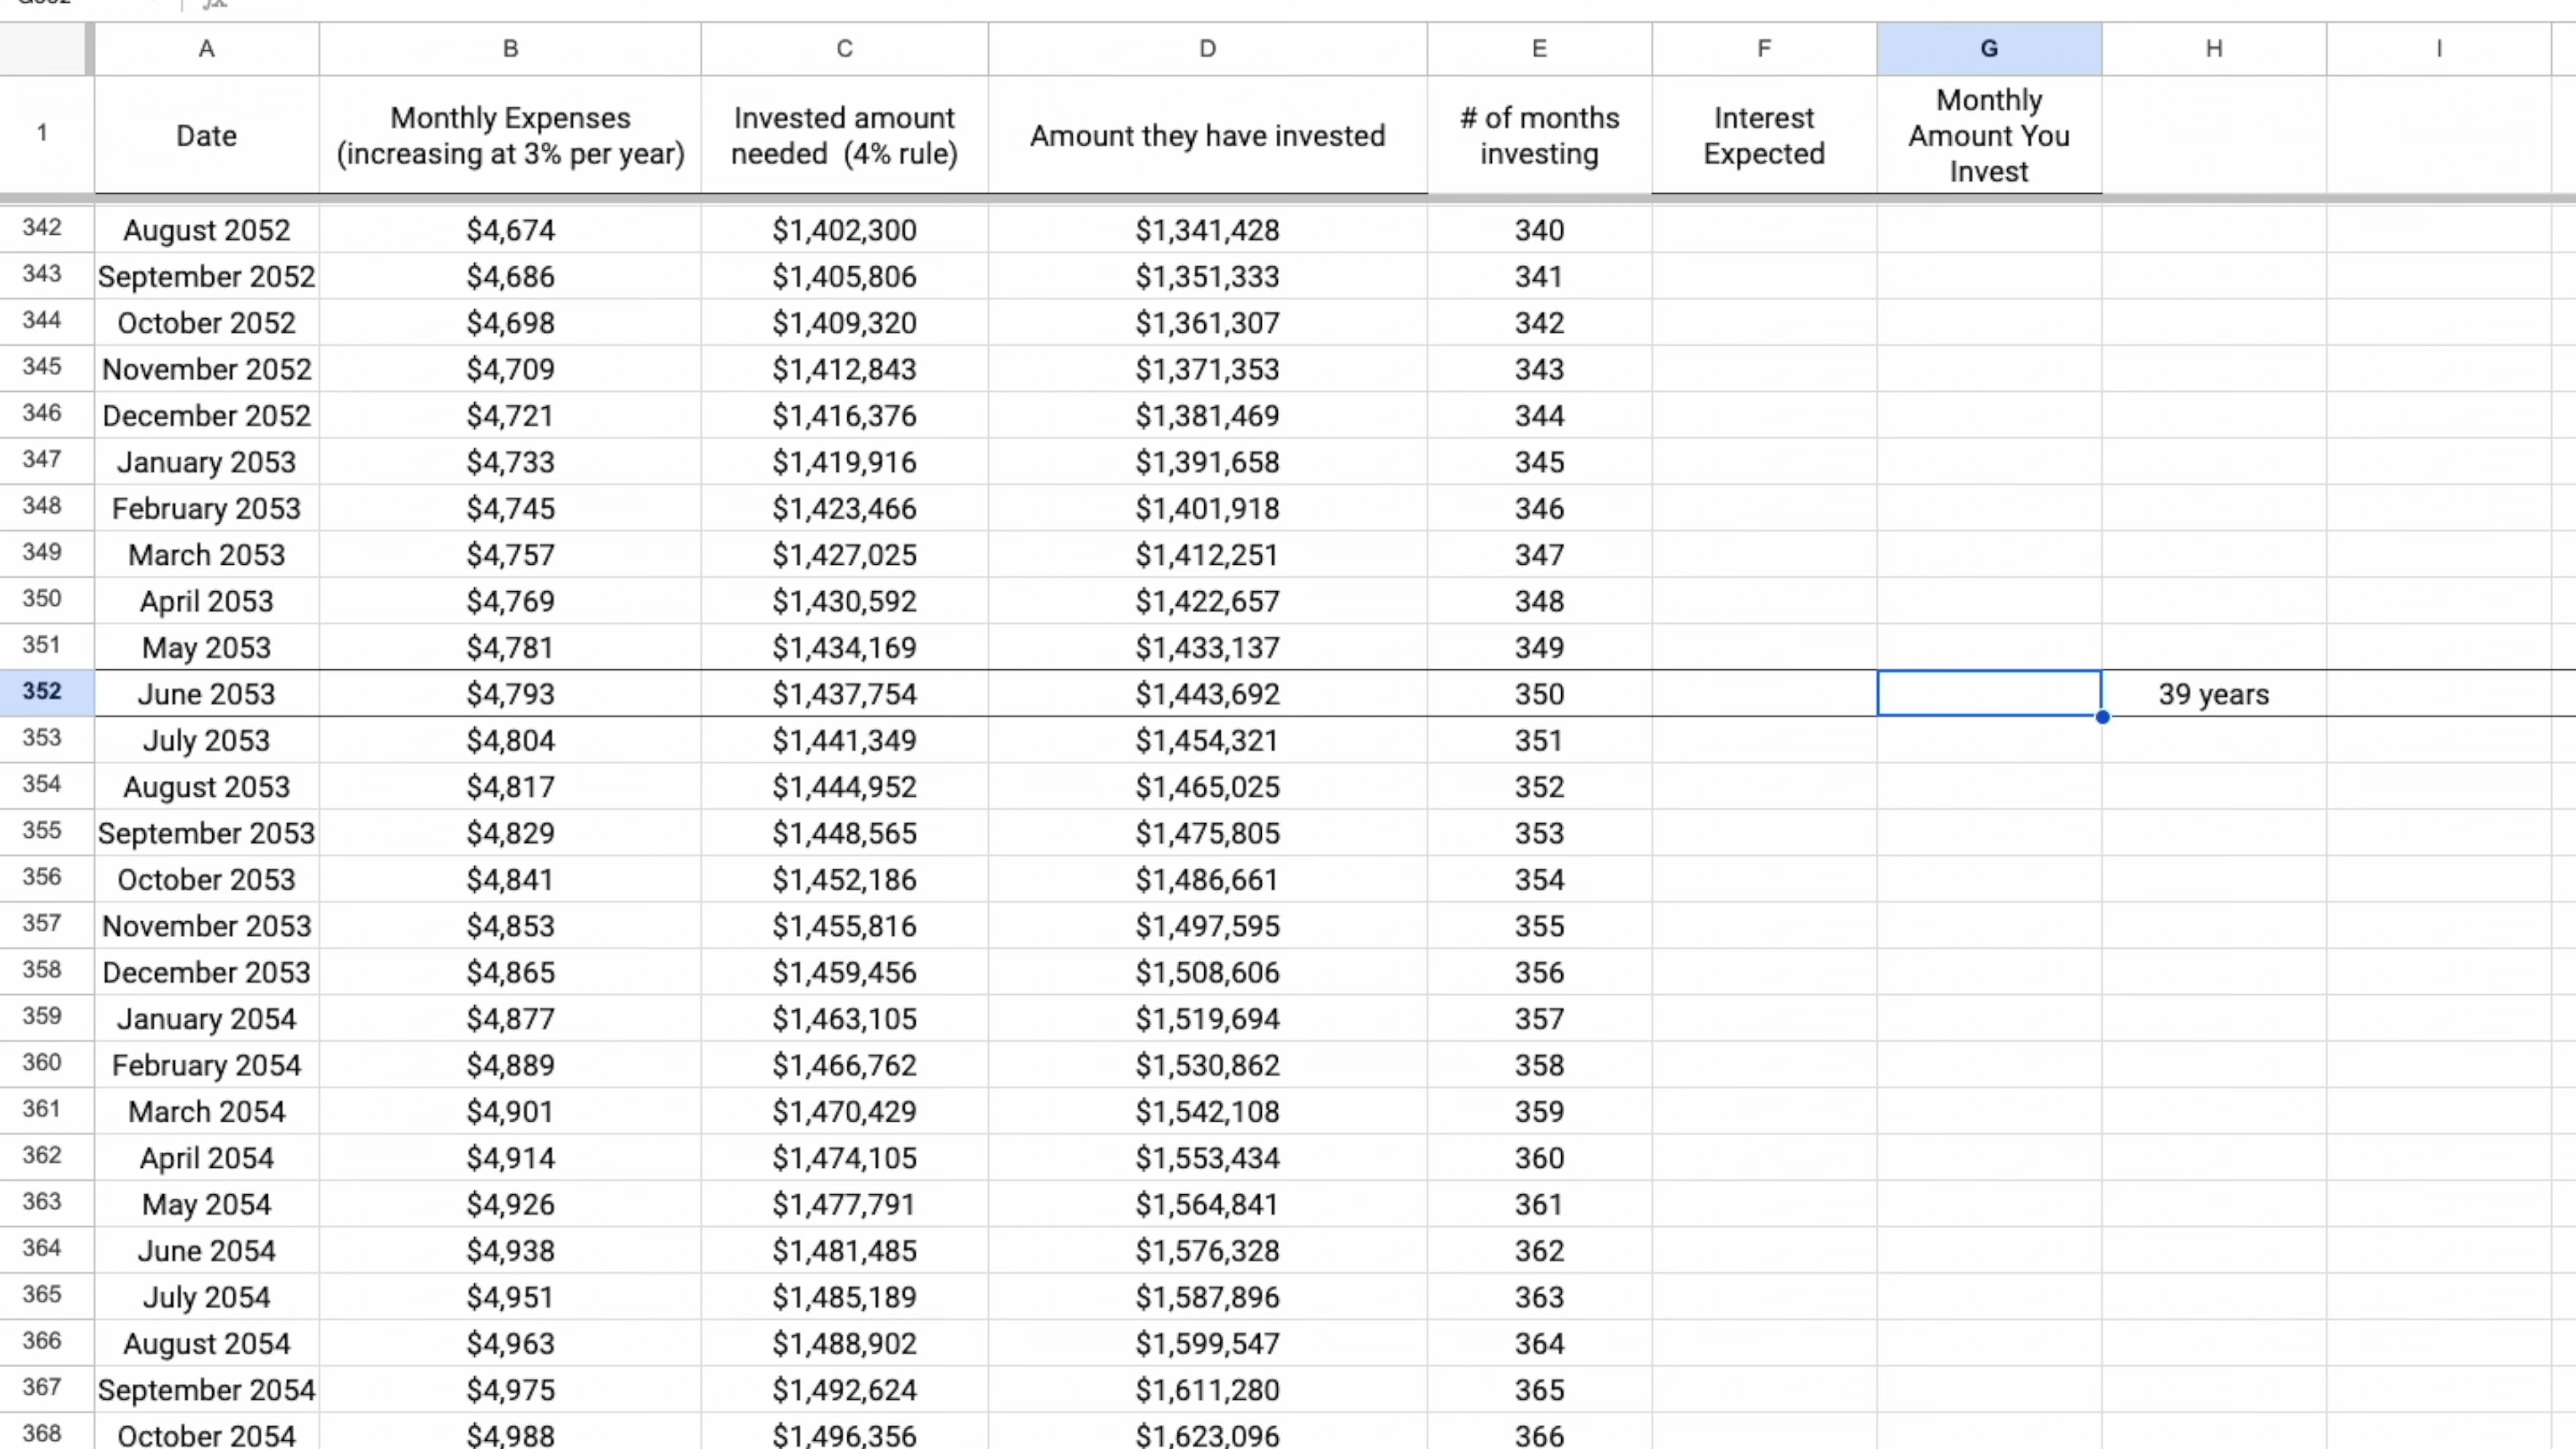 A B C D E F G H I
1 Date Monthly Expenses (increasing at 3% per year) Invested amount needed (4% rule) Amount they have invested # of months investing Interest Expected Monthly Amount You Invest
342 August 2052 $4,674 $1,402,300 $1,341,428 340
343 September 2052 $4,686 $1,405,806 $1,351,333 341
344 October 2052 $4,698 $1,409,320 $1,361,307 342
345 November 2052 $4,709 $1,412,843 $1,371,353 343
346 December 2052 $4,721 $1,416,376 $1,381,469 344
347 January 2053 $4,733 $1,419,916 $1,391,658 345
348 February 2053 $4,745 $1,423,466 $1,401,918 346
349 March 2053 $4,757 $1,427,025 $1,412,251 347
350 April 2053 $4,769 $1,430,592 $1,422,657 348
351 May 2053 $4,781 $1,434,169 $1,433,137 349
352 June 2053 $4,793 $1,437,754 $1,443,692 350 39 years
353 July 2053 $4,804 $1,441,349 $1,454,321 351
354 August 2053 $4,817 $1,444,952 $1,465,025 352
355 September 2053 $4,829 $1,448,565 $1,475,805 353
356 October 2053 $4,841 $1,452,186 $1,486,661 354
357 November 2053 $4,853 $1,455,816 $1,497,595 355
358 December 2053 $4,865 $1,459,456 $1,508,606 356
359 January 2054 $4,877 $1,463,105 $1,519,694 357
360 February 2054 $4,889 $1,466,762 $1,530,862 358
361 March 2054 $4,901 $1,470,429 $1,542,108 359
362 April 2054 $4,914 $1,474,105 $1,553,434 360
363 May 2054 $4,926 $1,477,791 $1,564,841 361
364 June 2054 $4,938 $1,481,485 $1,576,328 362
365 July 2054 $4,951 $1,485,189 $1,587,896 363
366 August 2054 $4,963 $1,488,902 $1,599,547 364
367 September 2054 $4,975 $1,492,624 $1,611,280 365
368 October 2054 $4,988 $1,496,356 $1,623,096 366